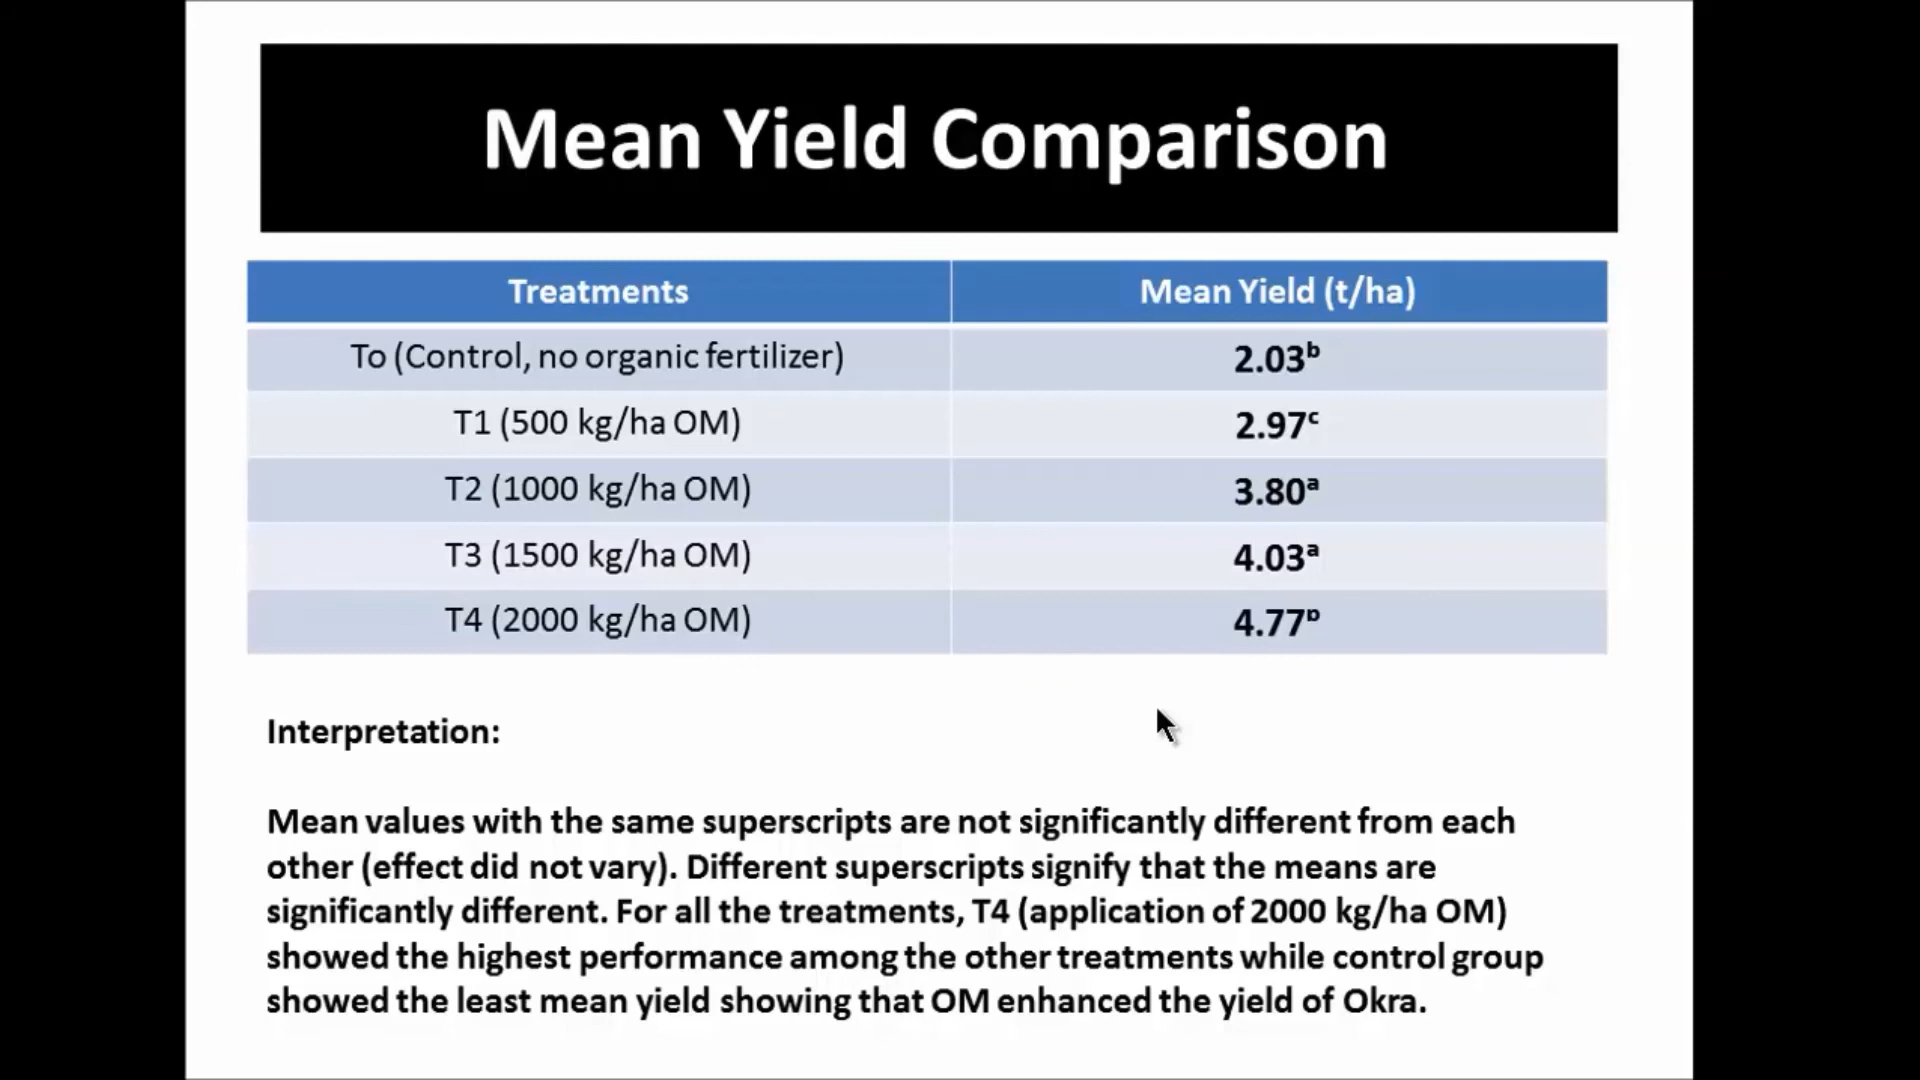 Mean Yield Comparison
Treatments Mean Yield (t/ha)
To (Control, no organic fertilizer) 2.03ᵇ
T1 (500 kg/ha OM) 2.97ᶜ
T2 (1000 kg/ha OM) 3.80ᵃ
T3 (1500 kg/ha OM) 4.03ᵃ
T4 (2000 kg/ha OM) 4.77ᵖ
Interpretation:
Mean values with the same superscripts are not significantly different from each
other (effect did not vary). Different superscripts signify that the means are
significantly different. For all the treatments, T4 (application of 2000 kg/ha OM)
showed the highest performance among the other treatments while control group
showed the least mean yield showing that OM enhanced the yield of Okra.